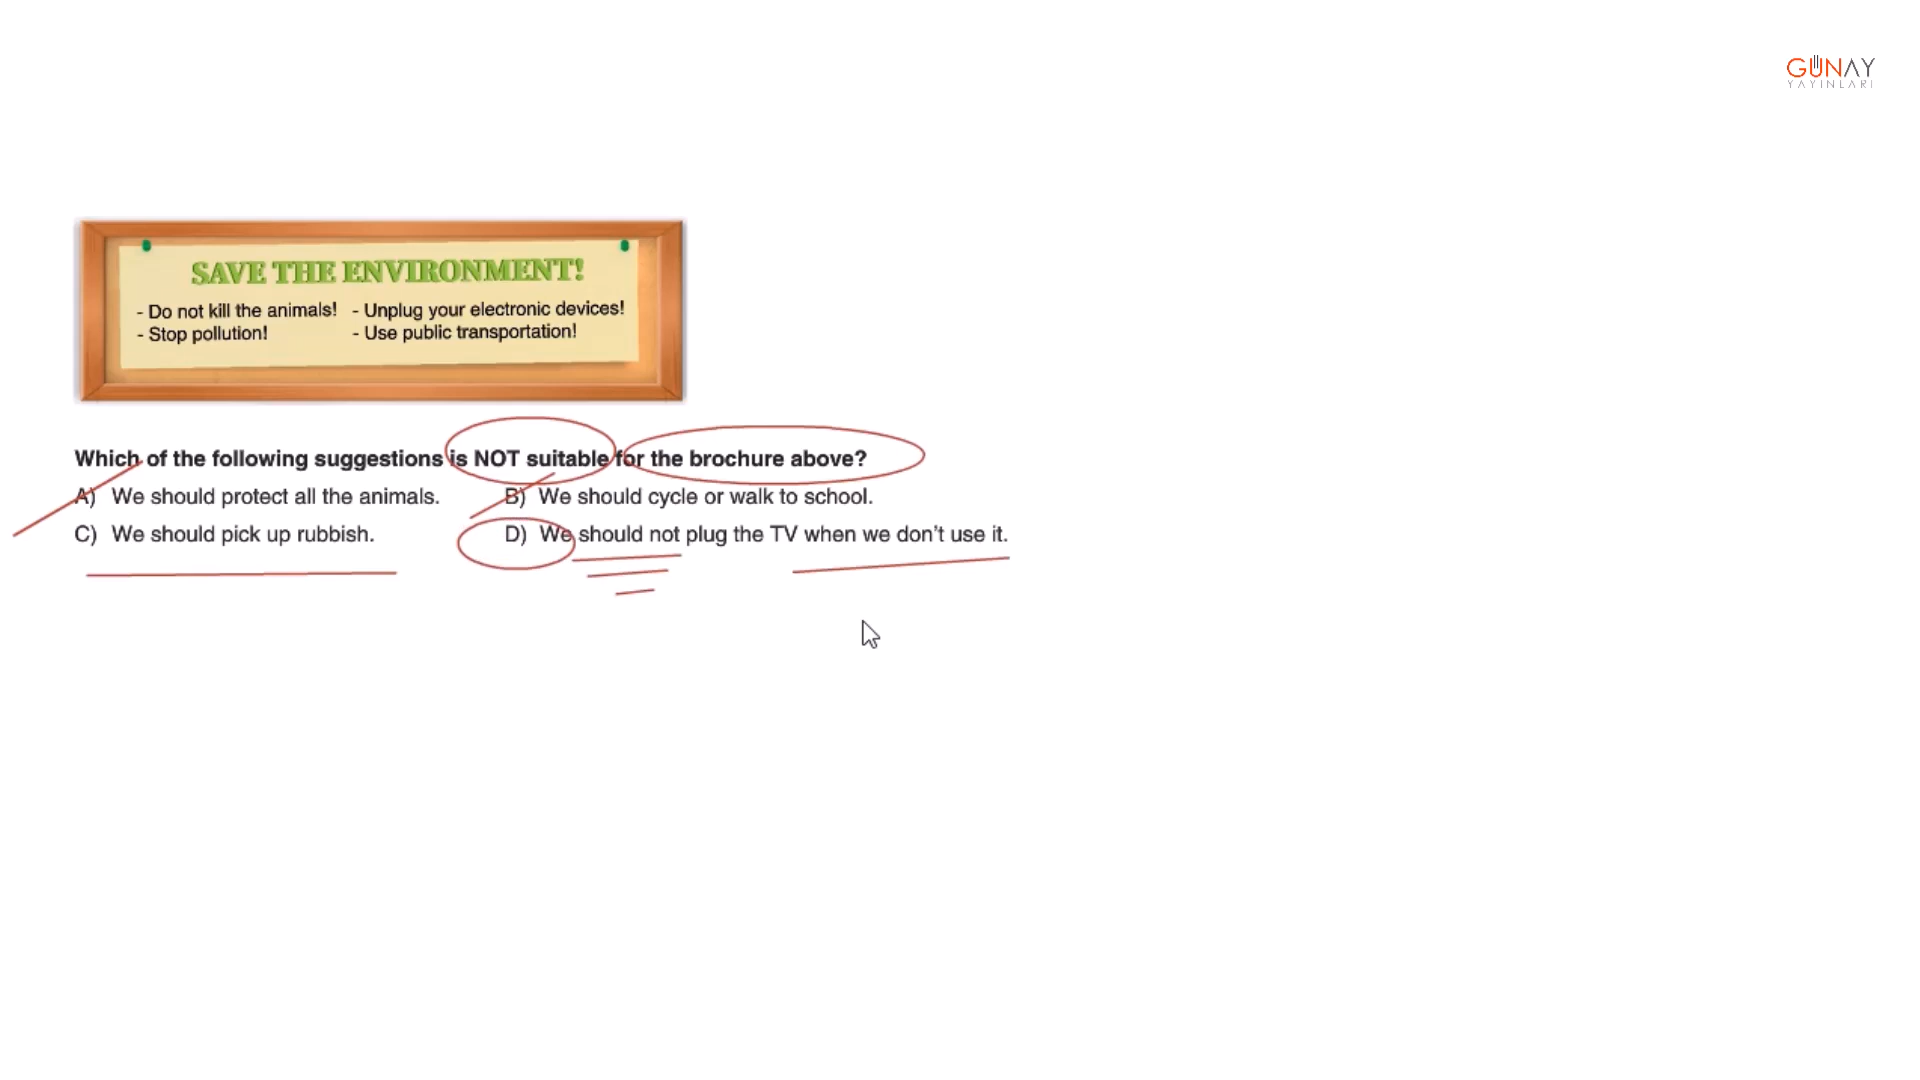 GÜNAY
YAYINLARI
SAVE THE ENVIRONMENT!
- Do not kill the animals! - Unplug your electronic devices!
- Stop pollution! - Use public transportation!
Which of the following suggestions is NOT suitable for the brochure above?
A) We should protect all the animals. B) We should cycle or walk to school.
C) We should pick up rubbish. D) We should not plug the TV when we don't use it.